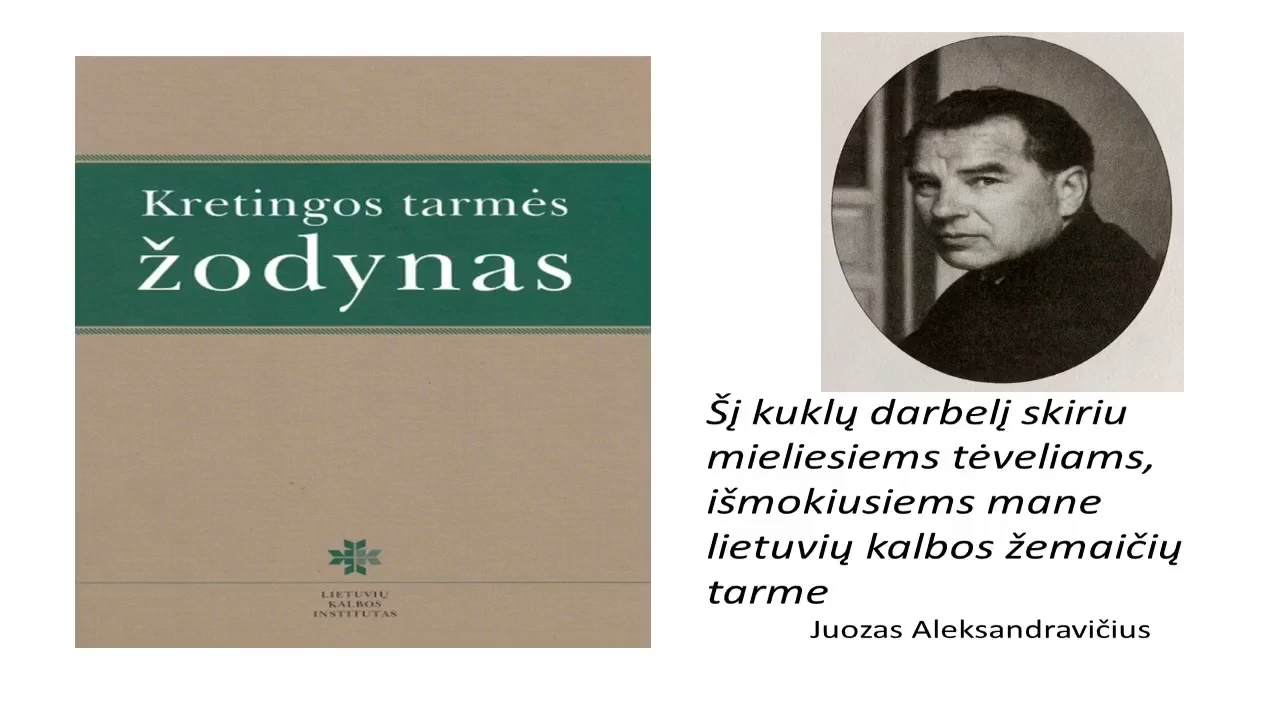 Kretingos tarmės
žodynas
LIETUVIŲ
KALBOS
INSTITUTAS
Šį kuklų darbelį skiriu
mieliesiems tėveliams,
išmokiusiems mane
lietuvių kalbos žemaičių
tarme
Juozas Aleksandravičius